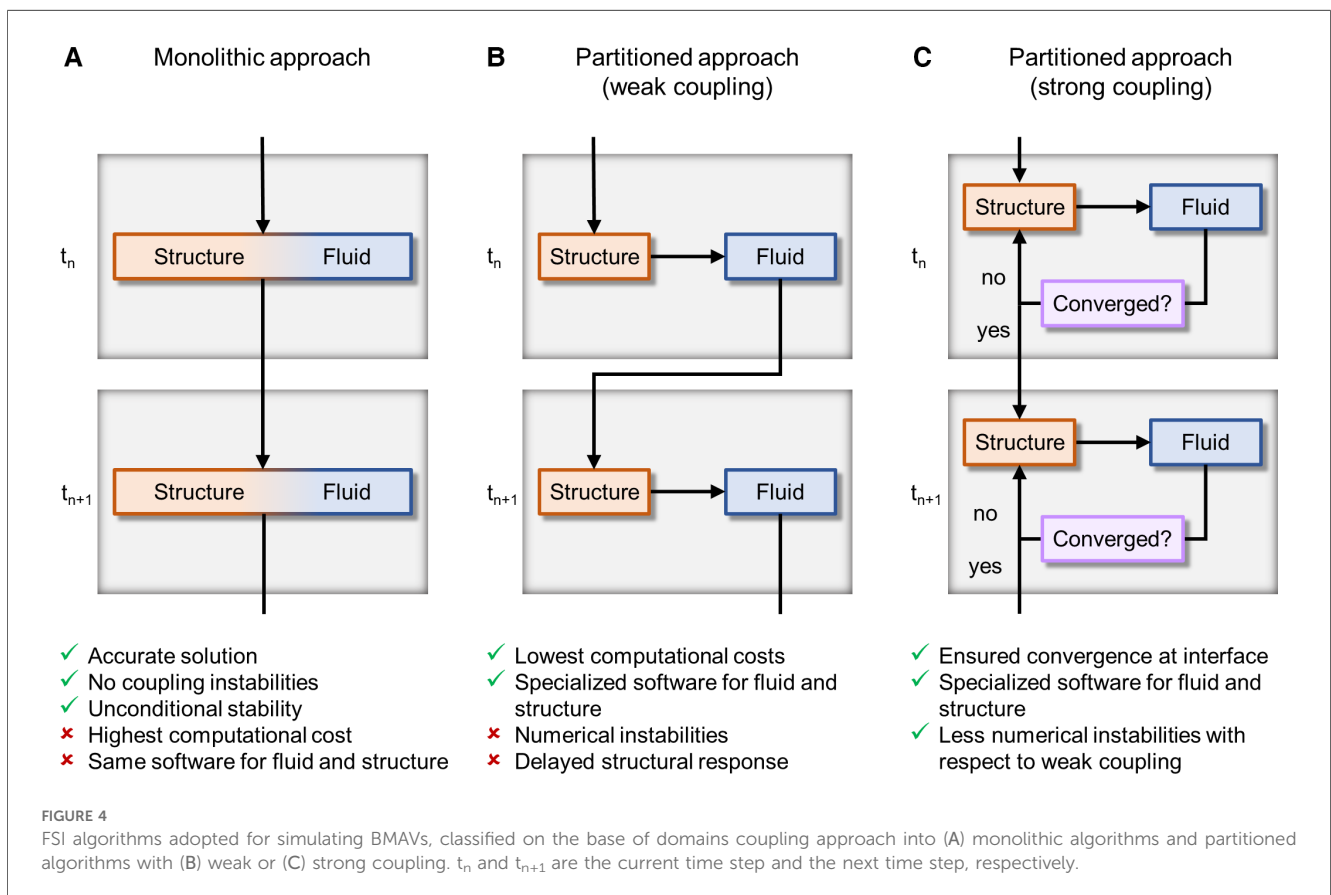 A Monolithic approach
tn
Structure Fluid
tn+1
Structure Fluid
✓ Accurate solution
✓ No coupling instabilities
✓ Unconditional stability
✘ Highest computational cost
✘ Same software for fluid and structure
B Partitioned approach
(weak coupling)
tn
Structure Fluid
tn+1
Structure Fluid
✓ Lowest computational costs
✓ Specialized software for fluid and
structure
✘ Numerical instabilities
✘ Delayed structural response
C Partitioned approach
(strong coupling)
Structure Fluid
tn
no
Converged?
yes
Structure Fluid
tn+1
no
Converged?
yes
✓ Ensured convergence at interface
✓ Specialized software for fluid and
structure
✓ Less numerical instabilities with
respect to weak coupling
FIGURE 4
FSI algorithms adopted for simulating BMAVs, classified on the base of domains coupling approach into (A) monolithic algorithms and partitioned
algorithms with (B) weak or (C) strong coupling. tn and tn+1 are the current time step and the next time step, respectively.